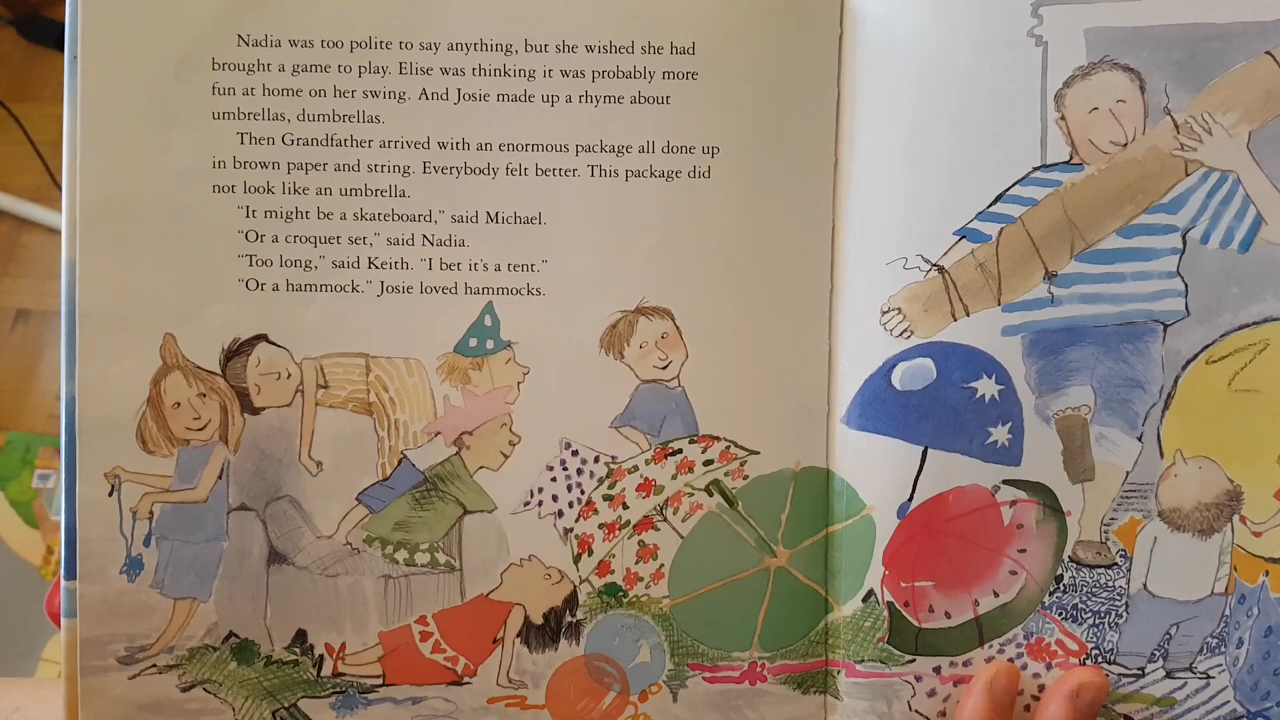 Nadia was too polite to say anything, but she wished she had
brought a game to play. Elise was thinking it was probably more
fun at home on her swing. And Josie made up a rhyme about
umbrellas, dumbrellas.
Then Grandfather arrived with an enormous package all done up
in brown paper and string. Everybody felt better. This package did
not look like an umbrella.
“It might be a skateboard,” said Michael.
“Or a croquet set,” said Nadia.
“Too long,” said Keith. “I bet it’s a tent.”
“Or a hammock.” Josie loved hammocks.